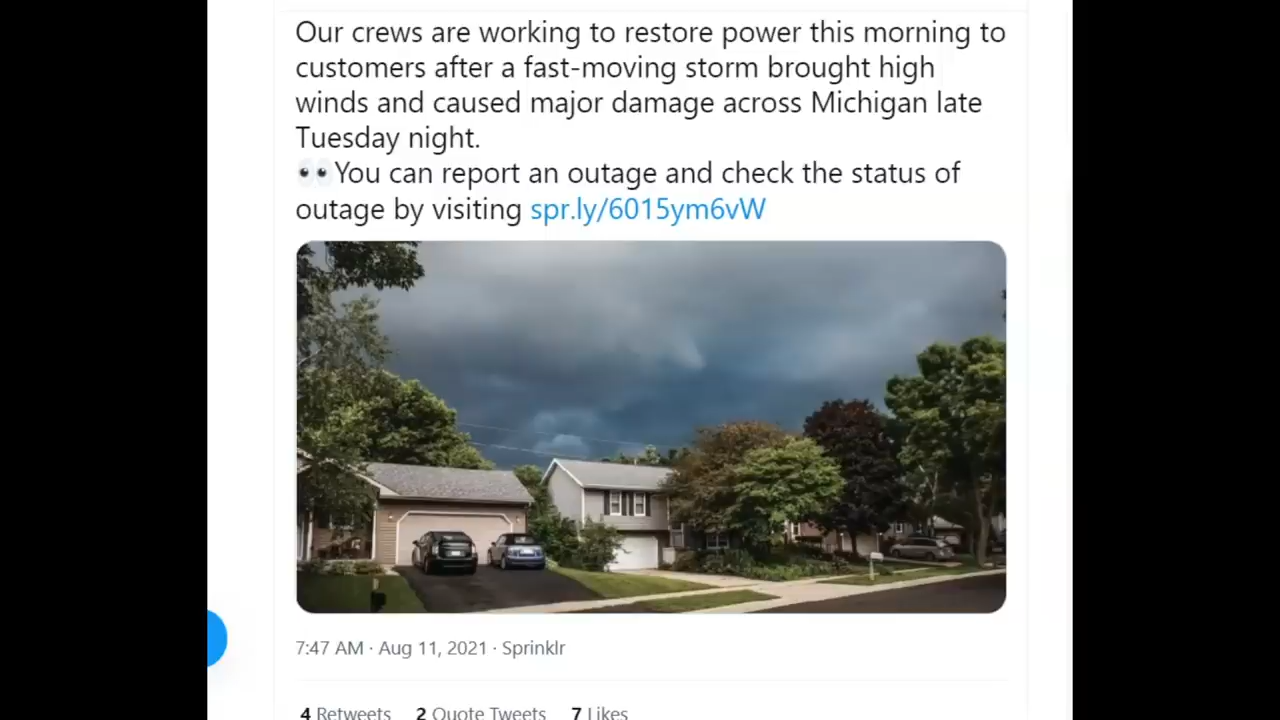 Our crews are working to restore power this morning to
customers after a fast-moving storm brought high
winds and caused major damage across Michigan late
Tuesday night.
👀You can report an outage and check the status of
outage by visiting spr.ly/6015ym6vW
7:47 AM · Aug 11, 2021 · Sprinklr
4 Retweets 2 Quote Tweets 7 Likes